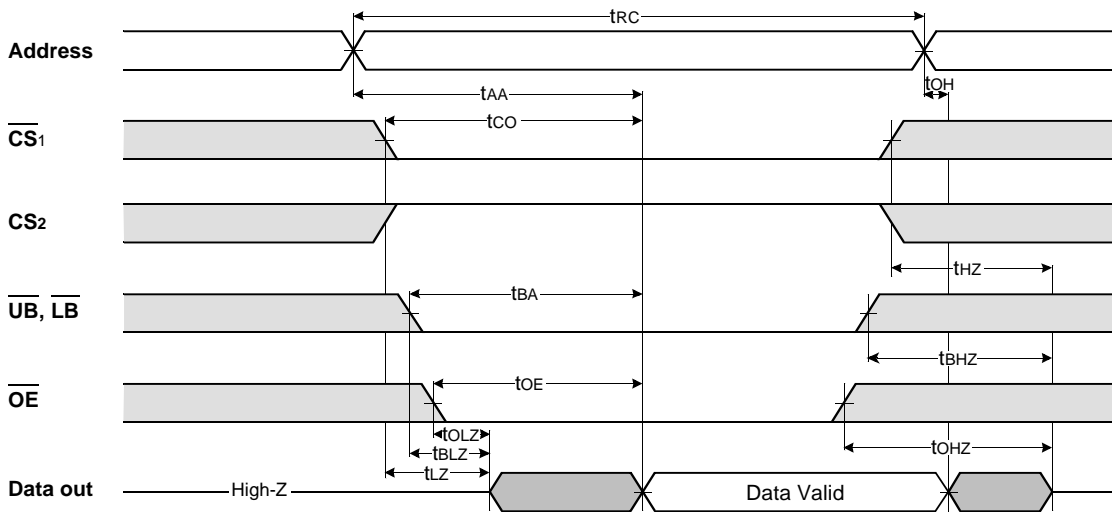 tRC
Address
tOH
tAA
tCO
CS1
CS2
tHZ
UB, LB
tBA
tBHZ
OE
tOE
tOLZ
tBLZ
tOHZ
tLZ
Data out
High-Z
Data Valid